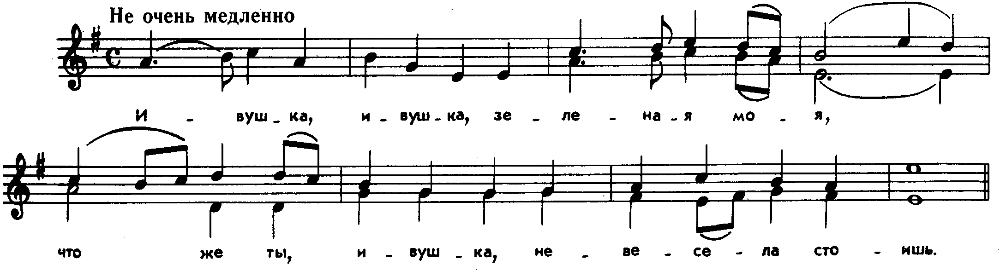 Не очень медленно
И - вуш - ка, и - вуш - ка, зе - ле - на - я мо - я,
что же ты, и - вуш - ка, не - ве - се - ла сто - ишь.